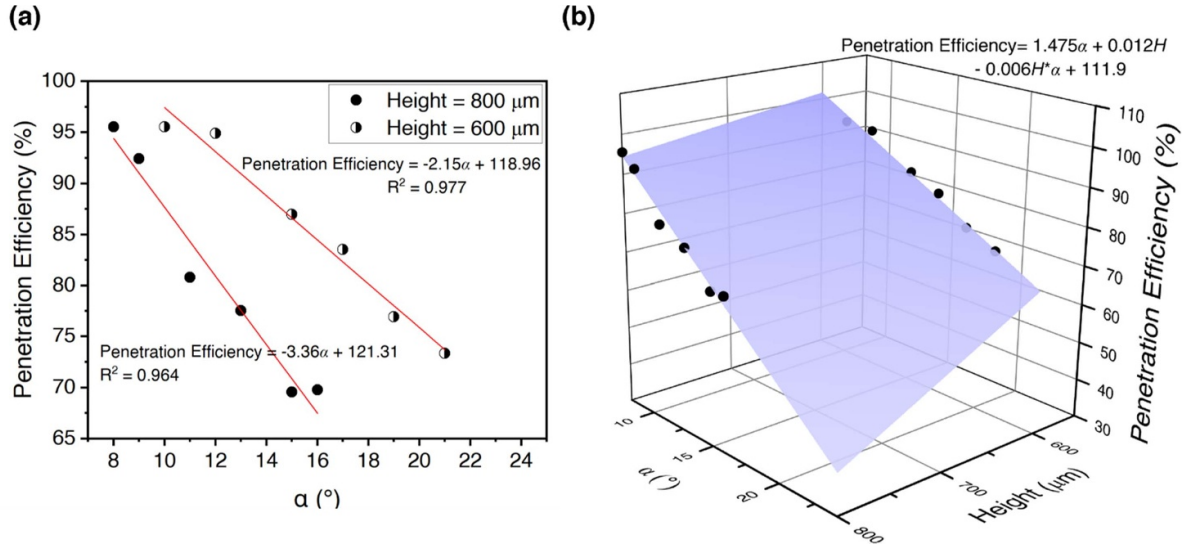 (a)
100
95
90
85
80
75
70
65
Penetration Efficiency (%)
Height = 800 μm
Height = 600 μm
Penetration Efficiency = -2.15α + 118.96
R² = 0.977
Penetration Efficiency = -3.36α + 121.31
R² = 0.964
8 10 12 14 16 18 20 22 24
α (°)
(b)
Penetration Efficiency= 1.475α + 0.012H
- 0.006H*α + 111.9
110
100
90
80
70
60
50
40
30
Penetration Efficiency (%)
10
15
20
α (°)
600
700
800
Height (μm)